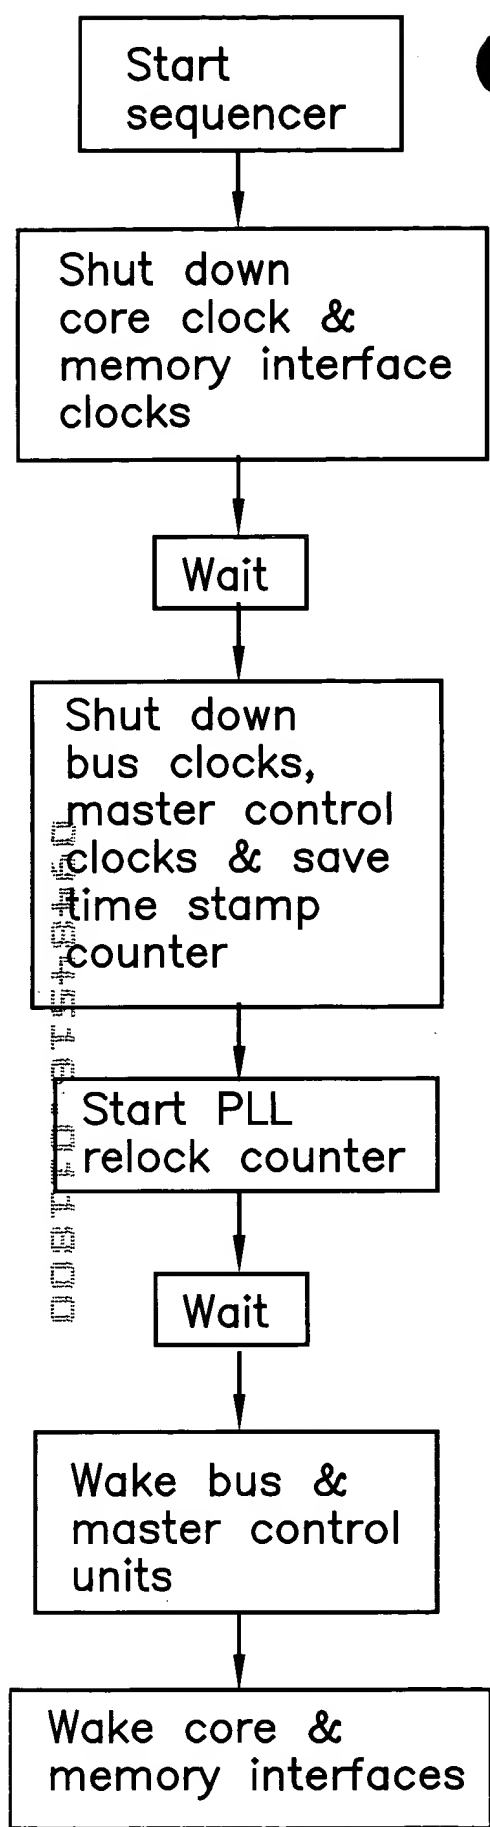 Start
sequencer
Shut down
core clock &
memory interface
clocks
Wait
Shut down
bus clocks,
master control
clocks & save
time stamp
counter
Start PLL
relock counter
Wait
Wake bus &
master control
units
Wake core &
memory interfaces